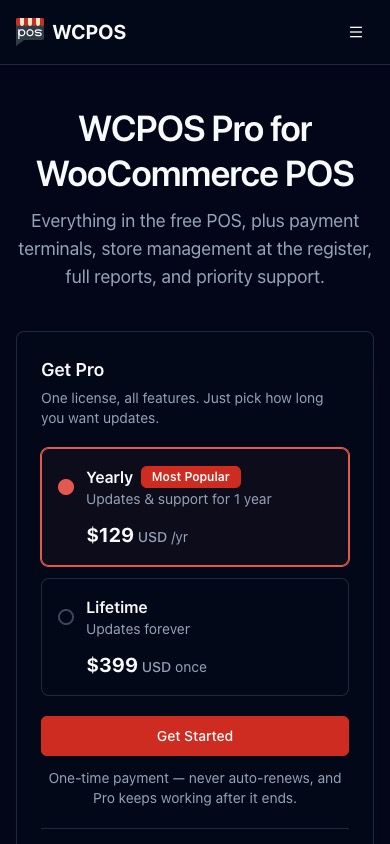 pos WCPOS
WCPOS Pro for
WooCommerce POS
Everything in the free POS, plus payment
terminals, store management at the register,
full reports, and priority support.
Get Pro
One license, all features. Just pick how long
you want updates.
Yearly Most Popular
Updates & support for 1 year
$129 USD /yr
Lifetime
Updates forever
$399 USD once
Get Started
One-time payment — never auto-renews, and
Pro keeps working after it ends.